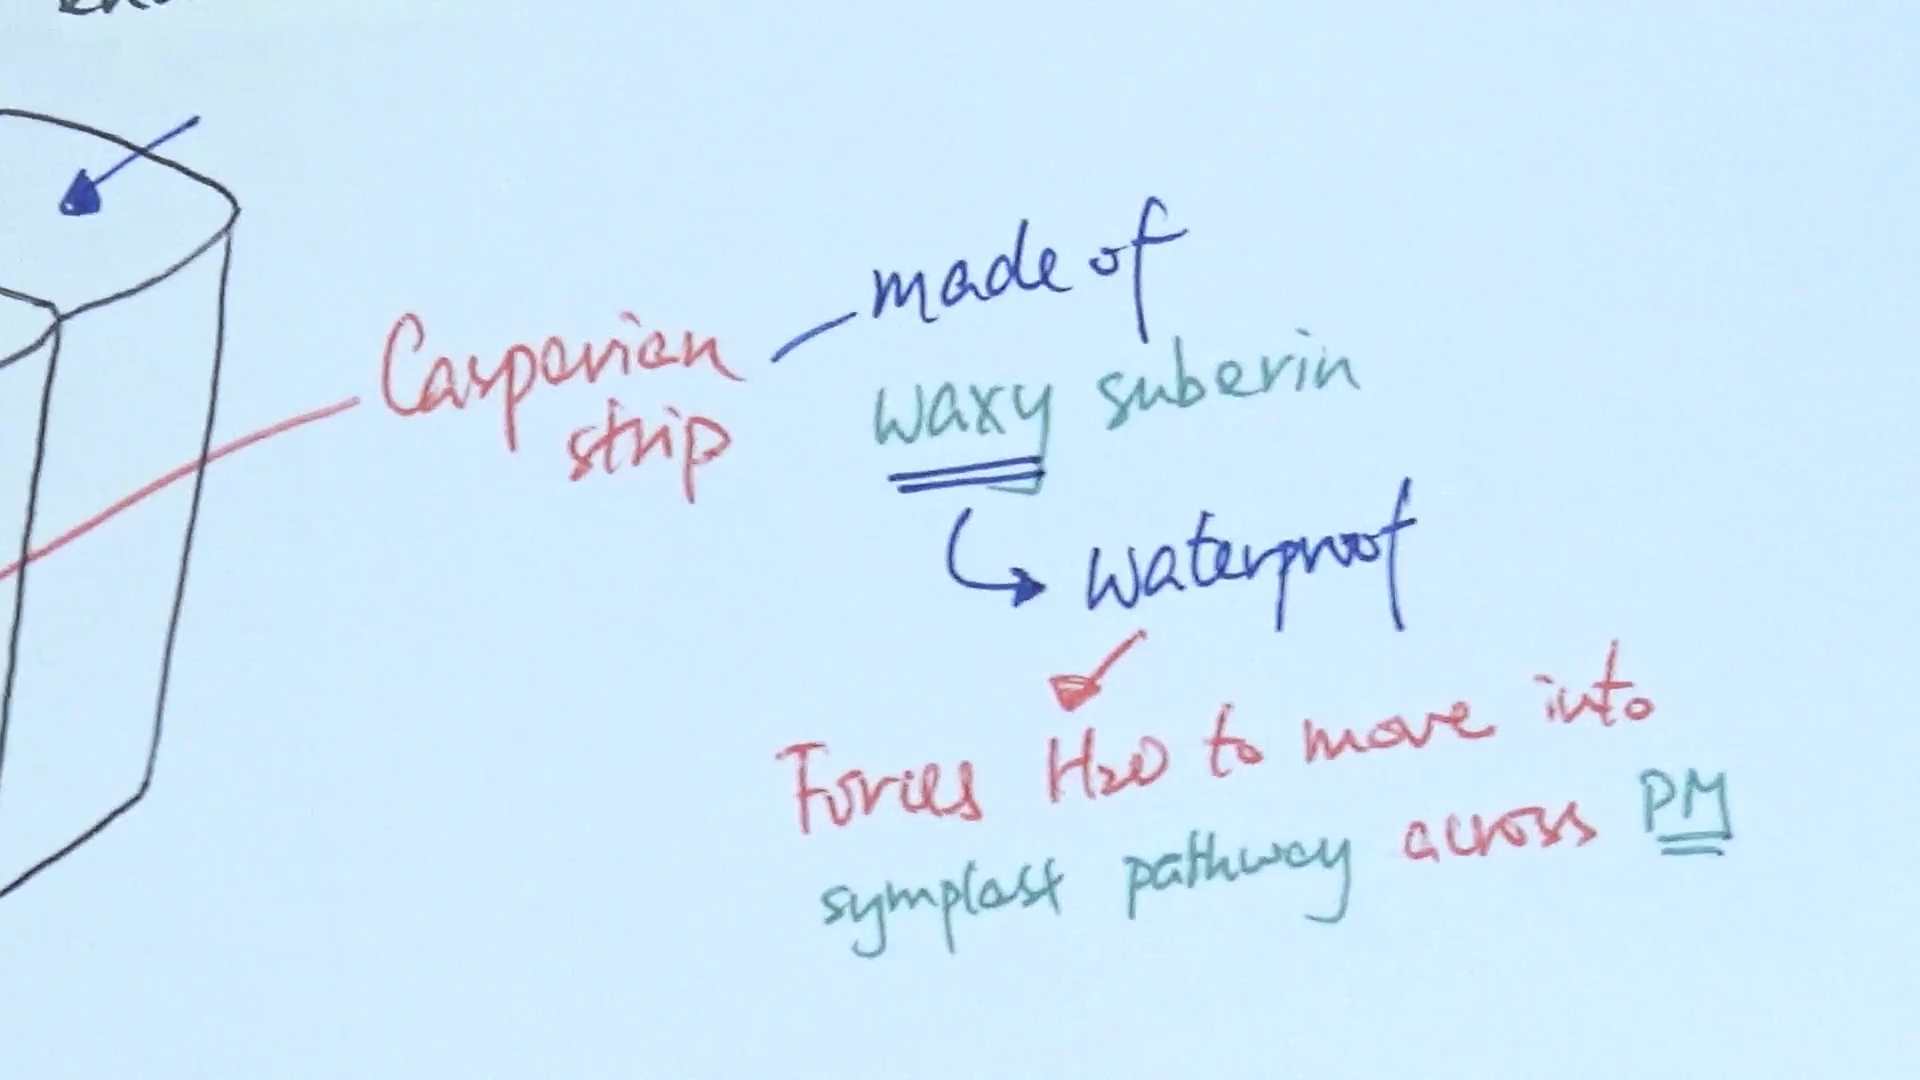 Casparian
strip
made of
waxy suberin
waterproof
Forces H2O to move into
symplast pathway across PM